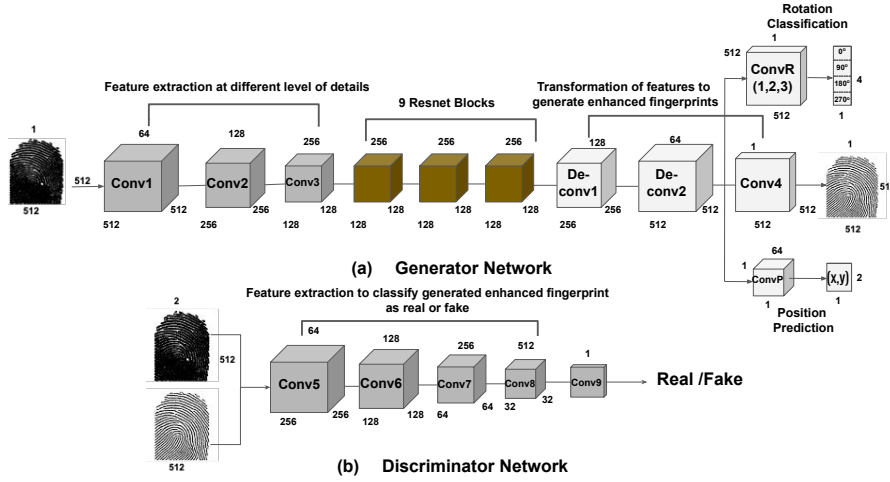 Rotation
Classification
1
512
ConvR
(1,2,3)
512
0°
90°
180°
270°
4
1
Feature extraction at different level of details
9 Resnet Blocks
Transformation of features to
generate enhanced fingerprints
1
512
512
64
Conv1
512
512
128
Conv2
256
256
256
Conv3
128
128
256
128
128
256
128
128
256
128
128
128
De-
conv1
256
256
64
De-
conv2
512
512
1
Conv4
512
512
1
51
512
(a) Generator Network
64
1
ConvP
1
(x,y)
2
1
Position
Prediction
Feature extraction to classify generated enhanced fingerprint
as real or fake
2
512
512
64
Conv5
256
256
128
Conv6
128
128
256
Conv7
64
64
512
Conv8
32
32
1
Conv9
Real /Fake
(b) Discriminator Network